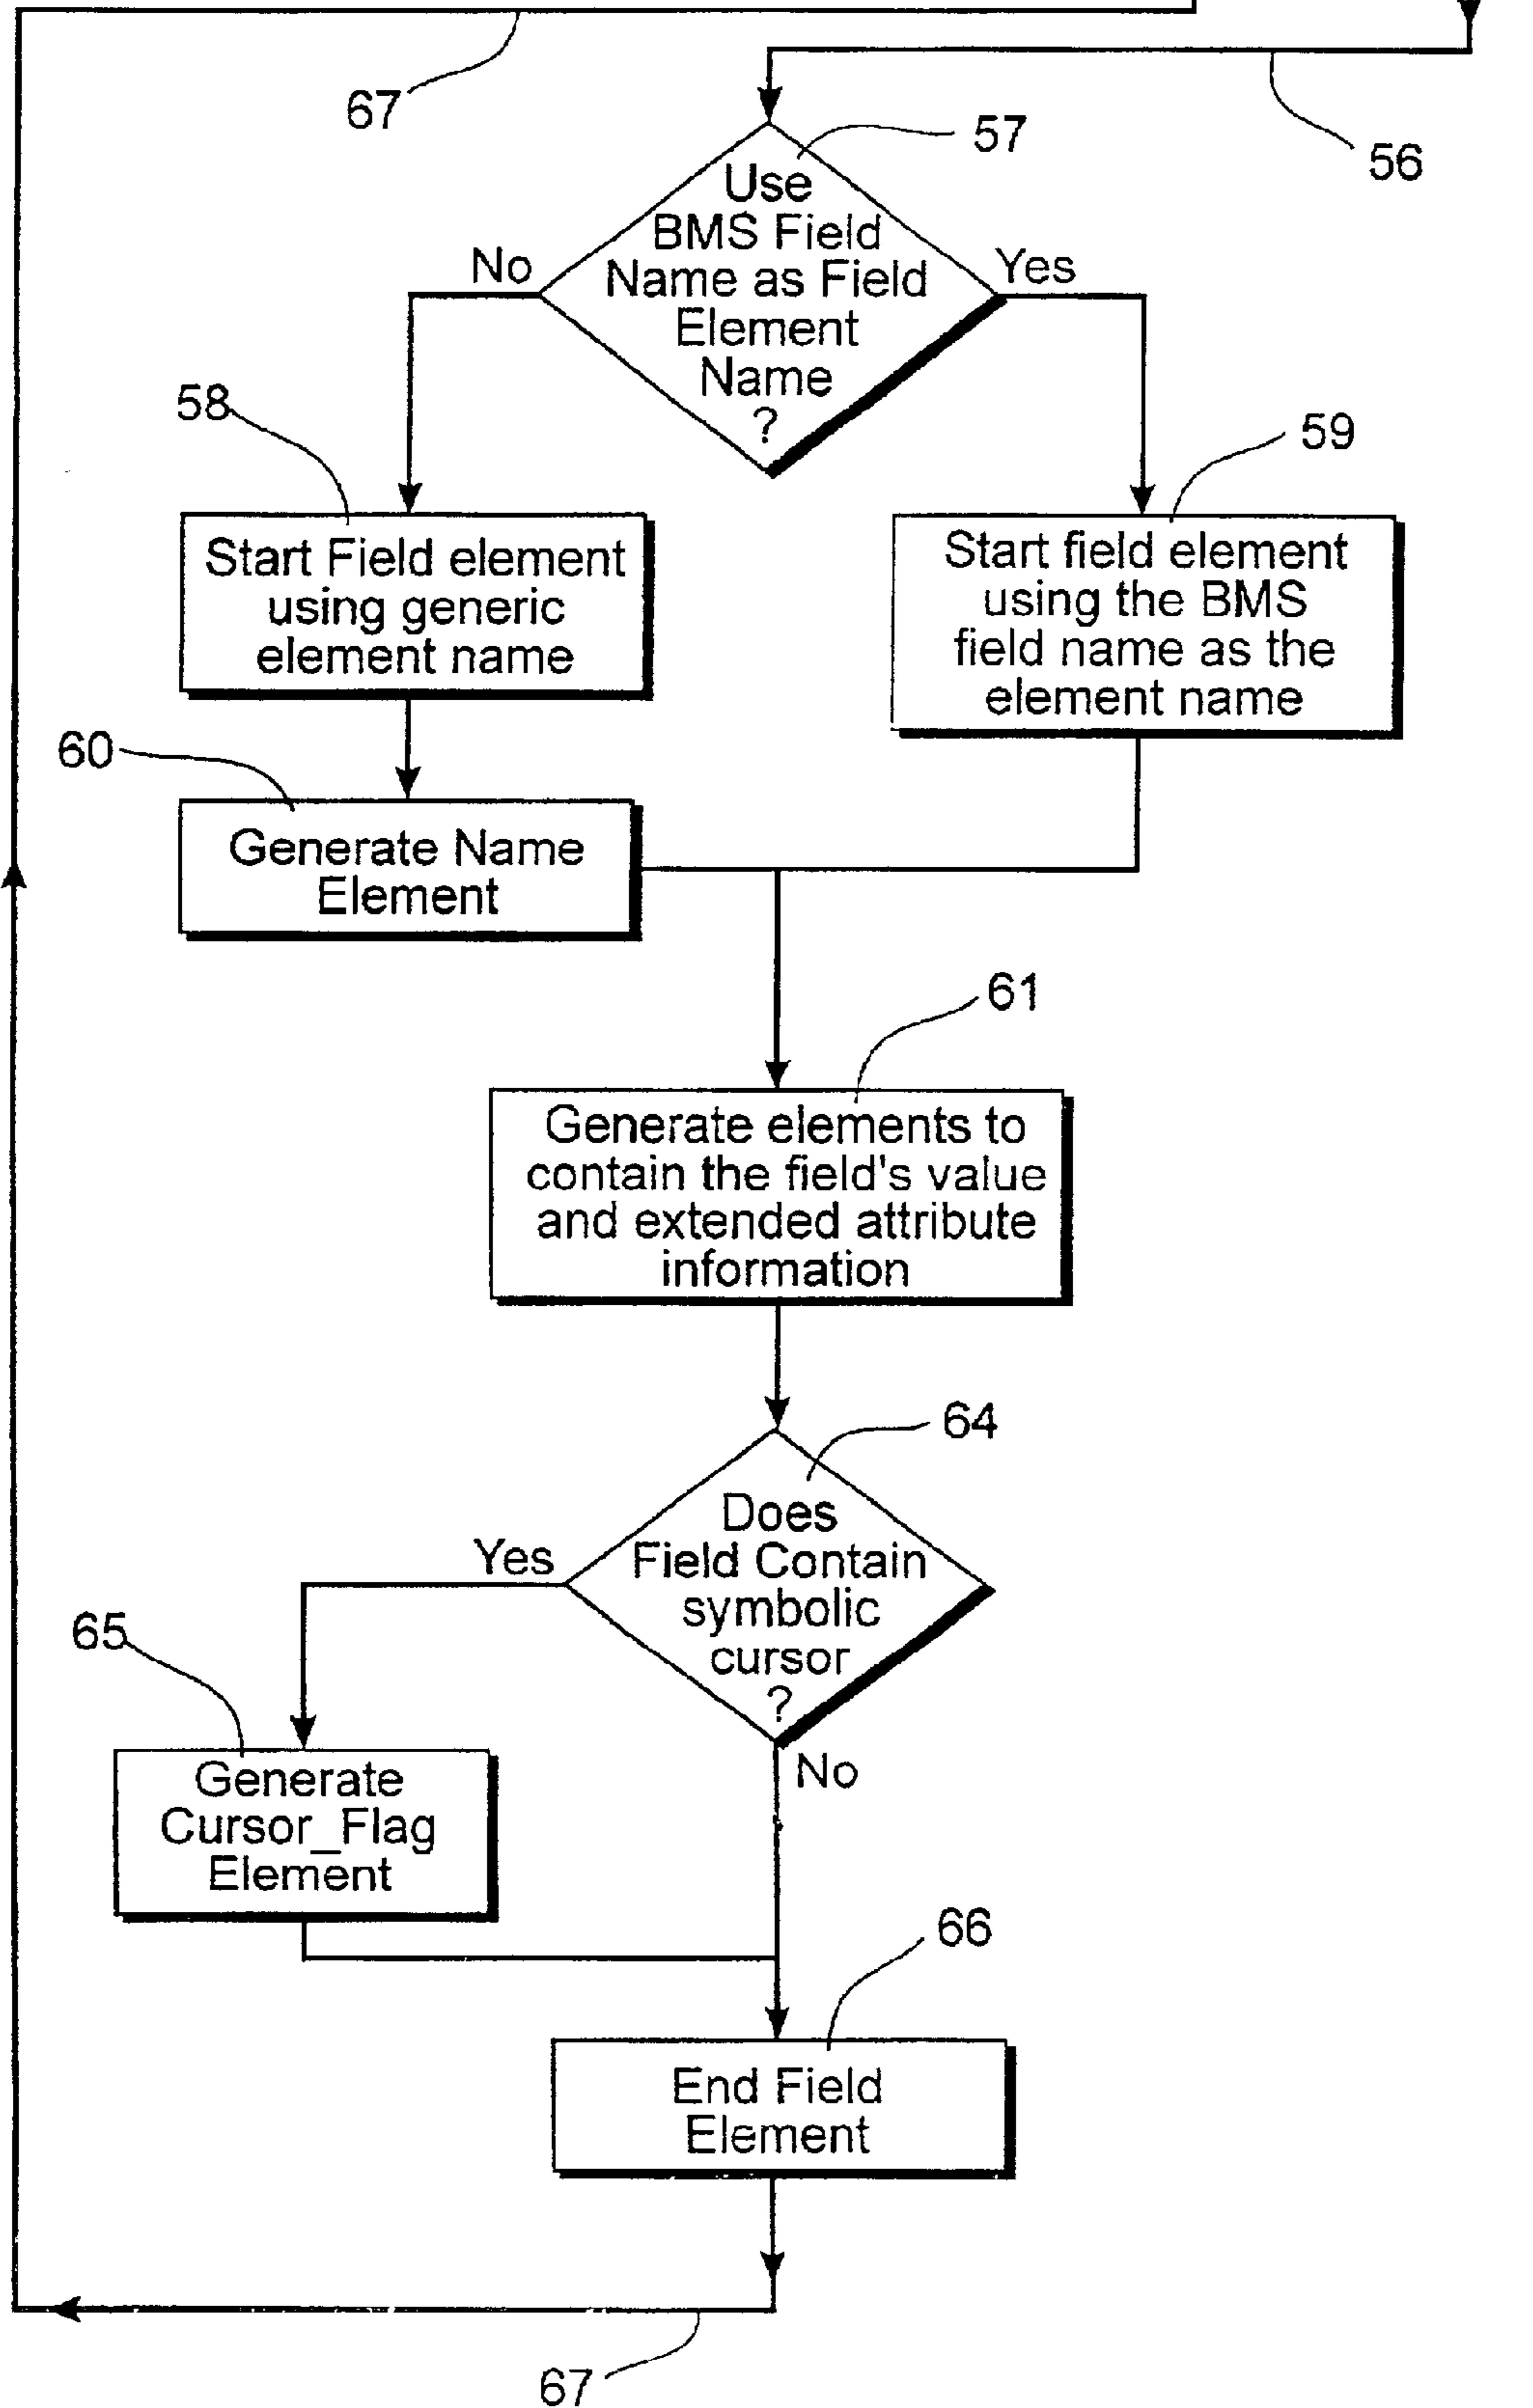 67
56
57
Use
BMS Field
Name as Field
Element
Name
?
No
Yes
58
59
Start Field element
using generic
element name
Start field element
using the BMS
field name as the
element name
60
Generate Name
Element
61
Generate elements to
contain the field's value
and extended attribute
information
64
Does
Field Contain
symbolic
cursor
?
Yes
No
65
Generate
Cursor_Flag
Element
66
End Field
Element
67